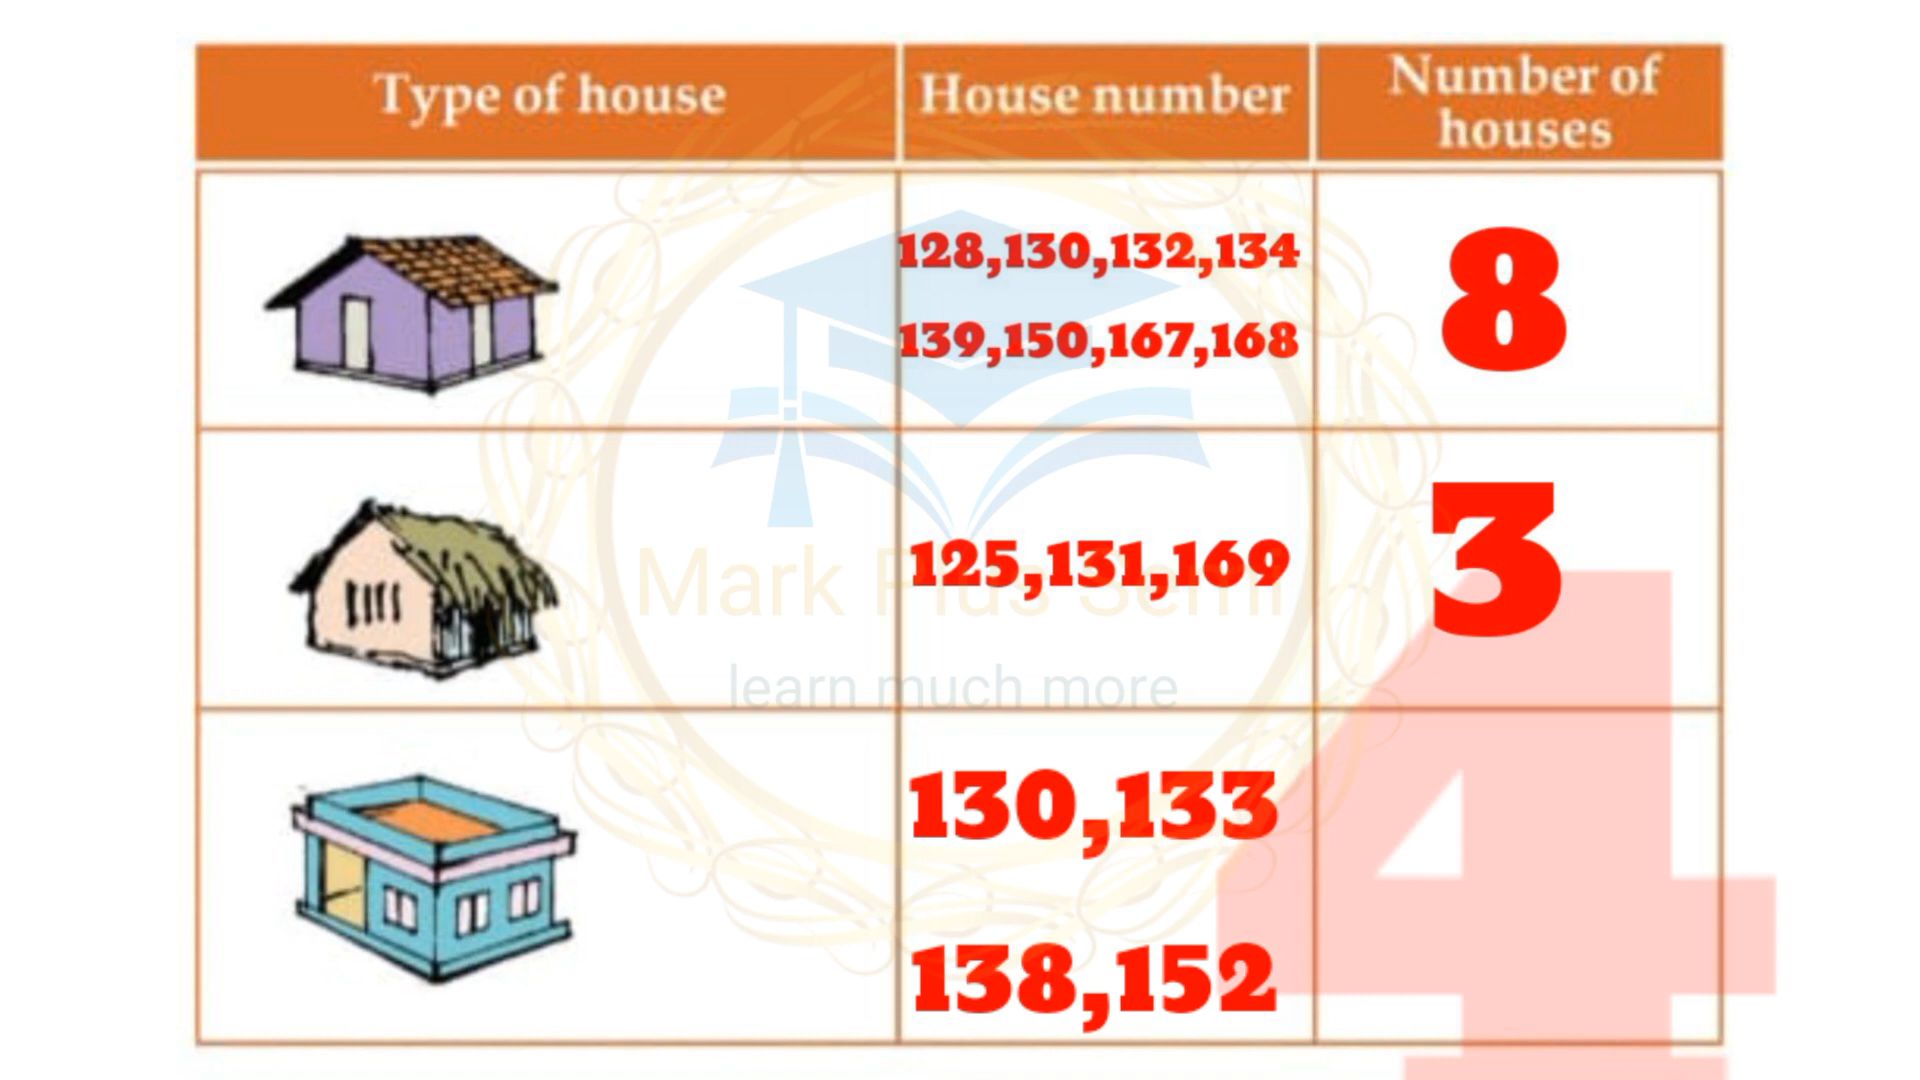 Type of house
House number
Number of
houses
128,130,132,134
139,150,167,168
8
125,131,169
3
Mark Plus Semi
learn much more
130,133
138,152
4